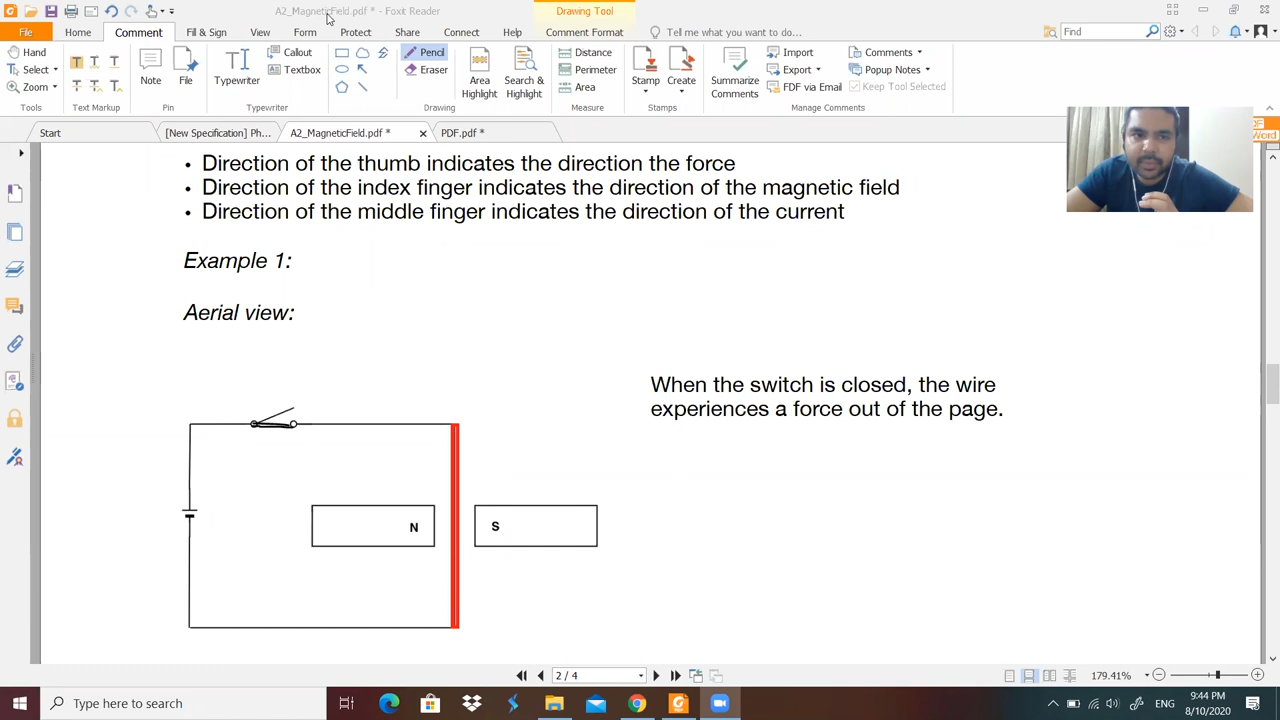 A2_MagneticField.pdf * - Foxit Reader
Drawing Tool
File Home Comment Fill & Sign View Form Protect Share Connect Help Comment Format Tell me what you want to do... Find
Hand
Select
Zoom
Tools
Text Markup
Note
File
Pin
Typewriter
Callout
Textbox
Typewriter
Pencil
Eraser
Drawing
Area Highlight
Search & Highlight
Distance
Perimeter
Area
Measure
Stamp
Create
Stamps
Summarize Comments
Import
Export
FDF via Email
Comments
Popup Notes
Keep Tool Selected
Manage Comments
Start
[New Specification] Ph...
A2_MagneticField.pdf *
PDF.pdf *
Word
• Direction of the thumb indicates the direction the force
• Direction of the index finger indicates the direction of the magnetic field
• Direction of the middle finger indicates the direction of the current
Example 1:
Aerial view:
When the switch is closed, the wire
experiences a force out of the page.
N
S
2 / 4
179.41%
Type here to search
ENG
9:44 PM
8/10/2020